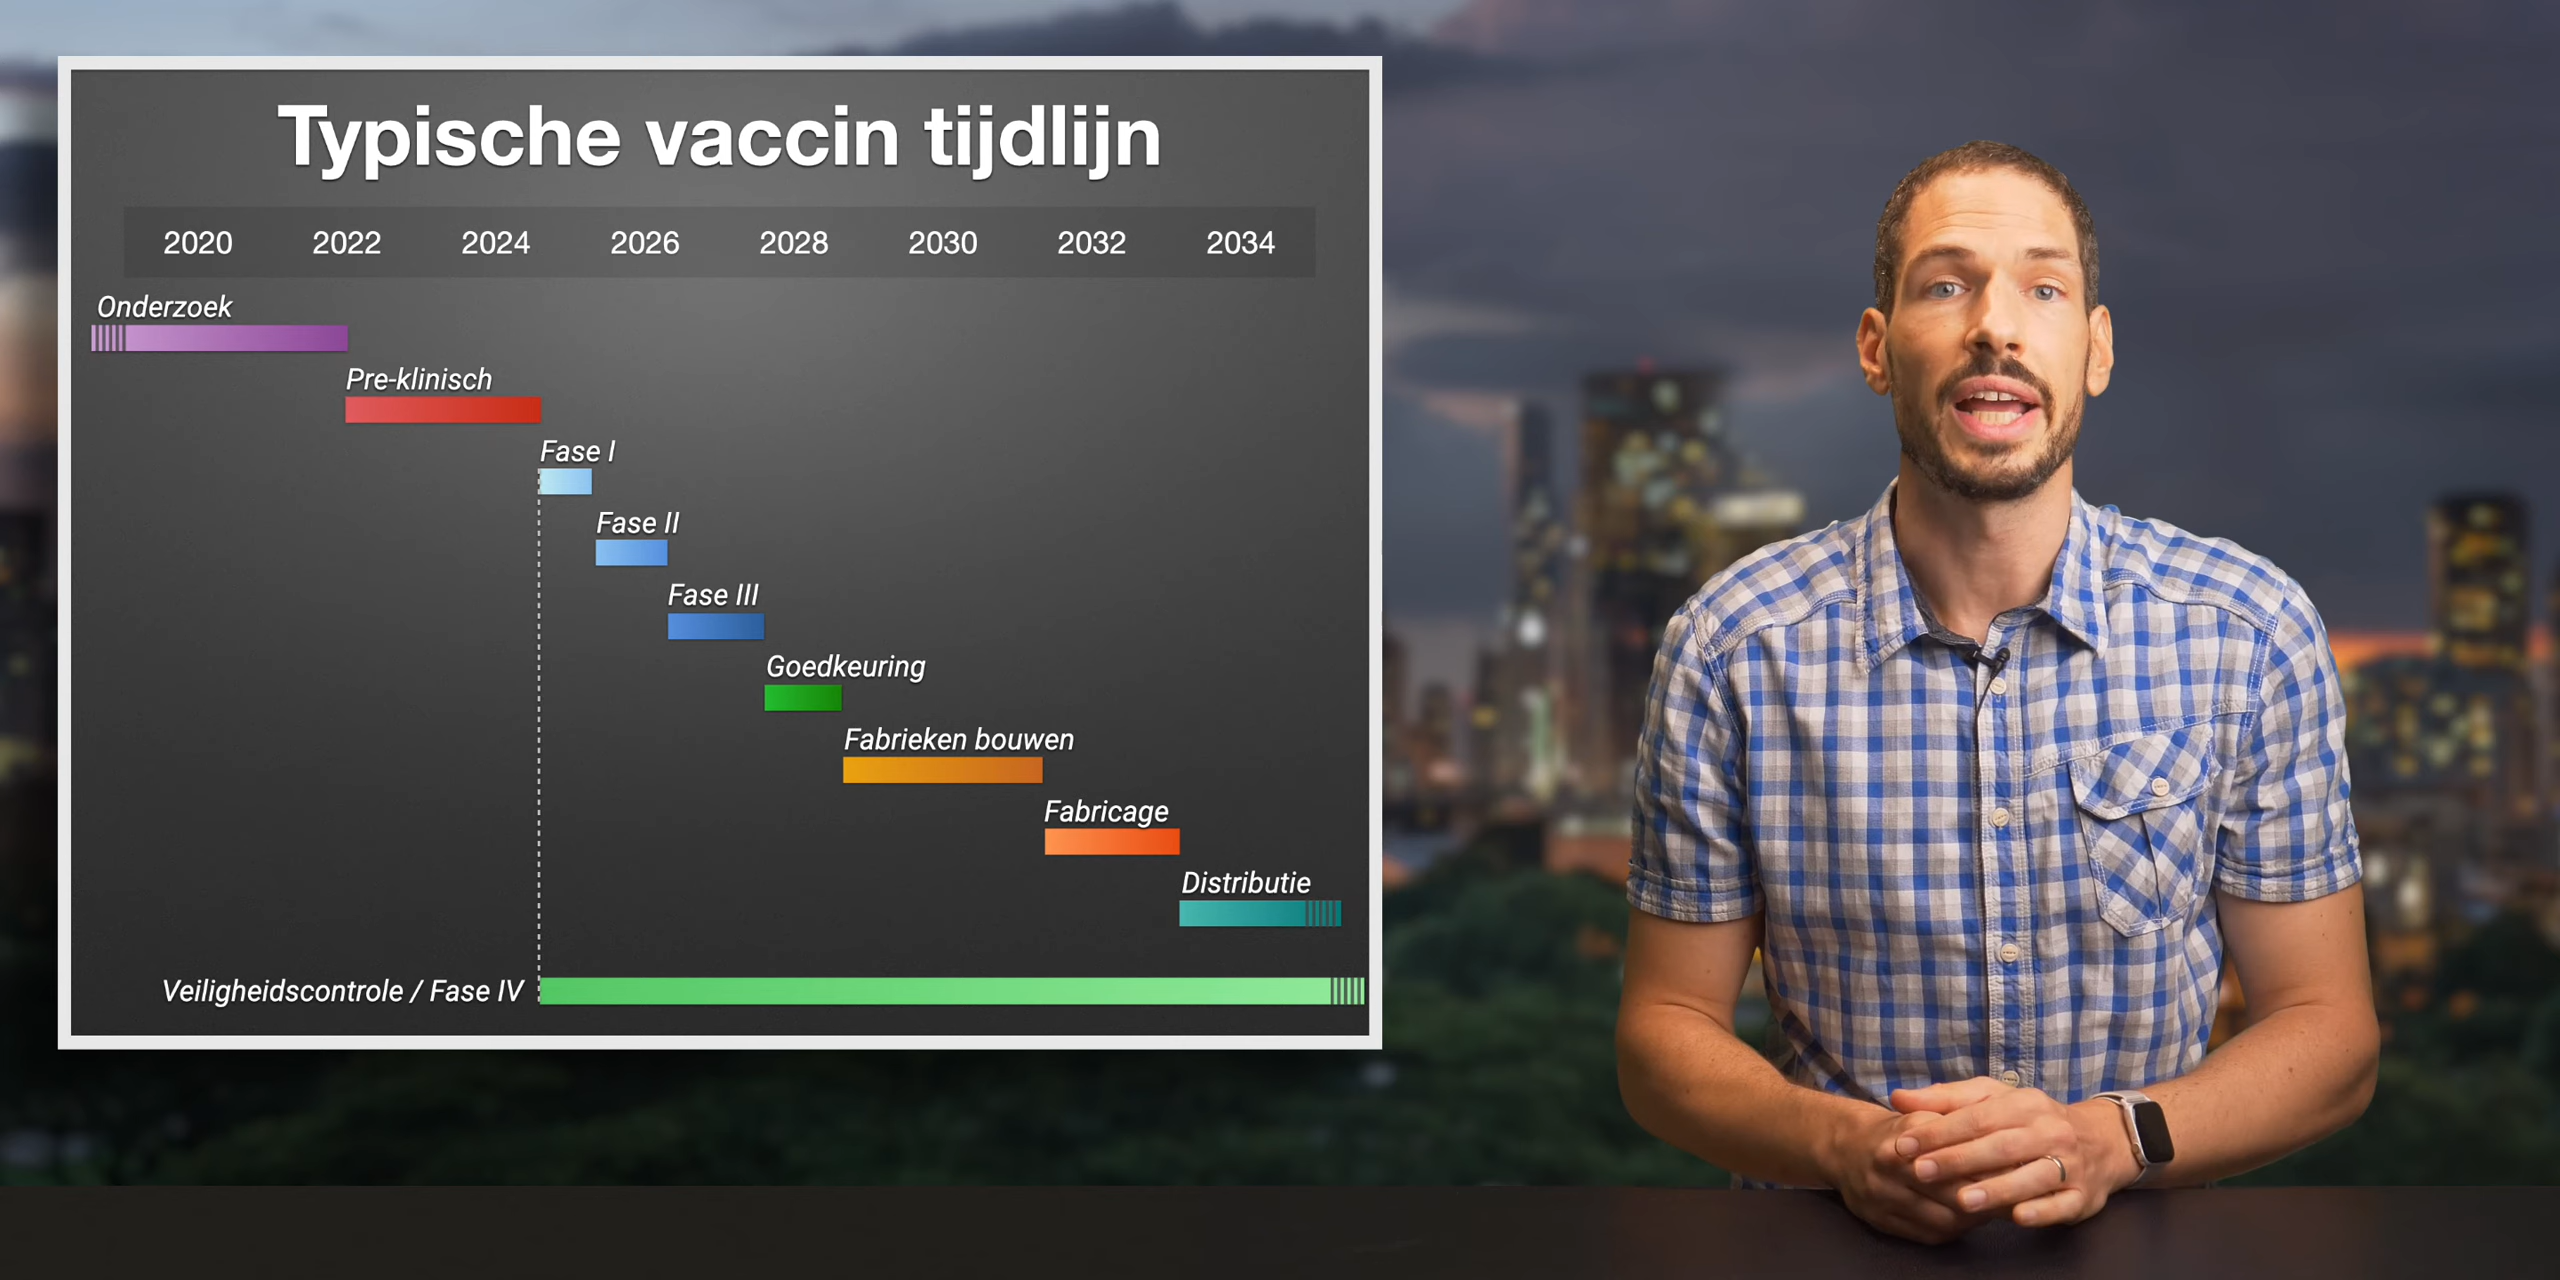 Typische vaccin tijdlijn
2020 2022 2024 2026 2028 2030 2032 2034
Onderzoek
Pre-klinisch
Fase I
Fase II
Fase III
Goedkeuring
Fabrieken bouwen
Fabricage
Distributie
Veiligheidscontrole / Fase IV